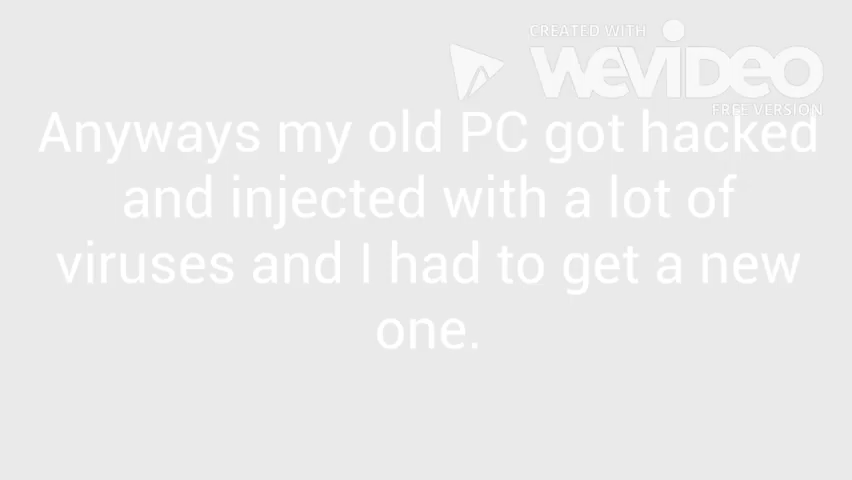 CREATED WITH
WEVIDEO
FREE VERSION
Anyways my old PC got hacked
and injected with a lot of
viruses and I had to get a new
one.